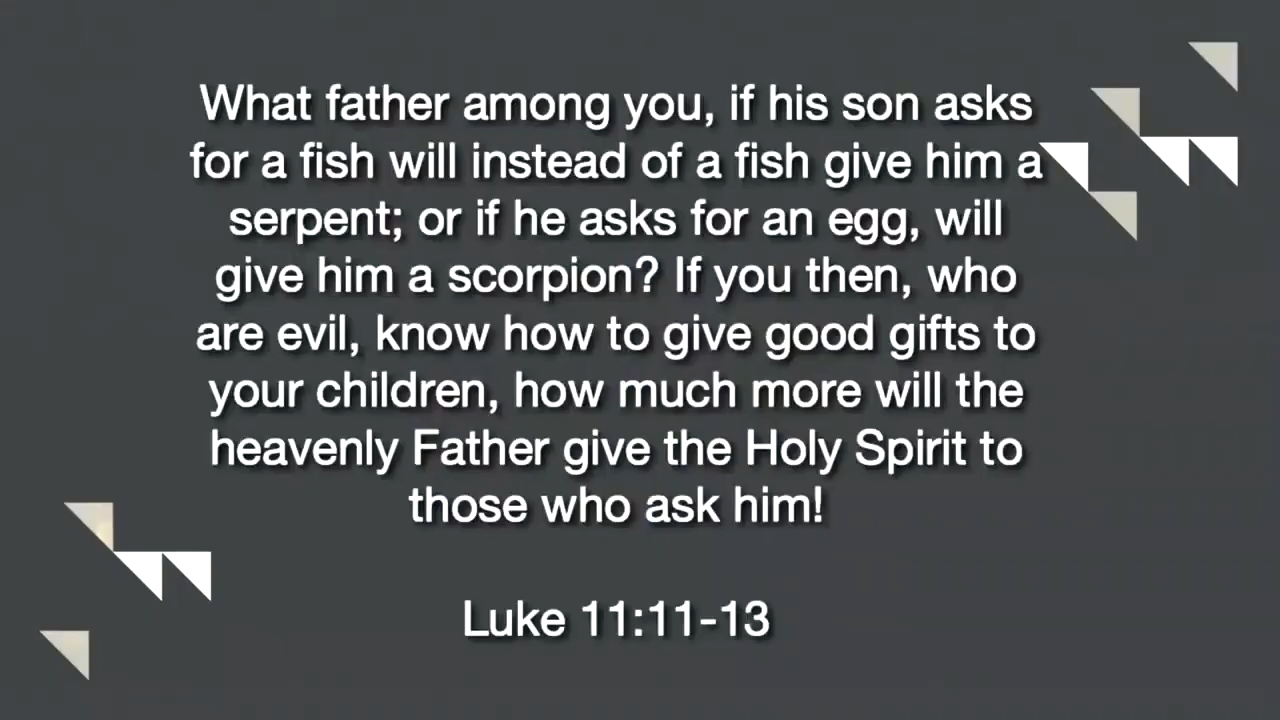 What father among you, if his son asks
for a fish will instead of a fish give him a
serpent; or if he asks for an egg, will
give him a scorpion? If you then, who
are evil, know how to give good gifts to
your children, how much more will the
heavenly Father give the Holy Spirit to
those who ask him!
Luke 11:11-13